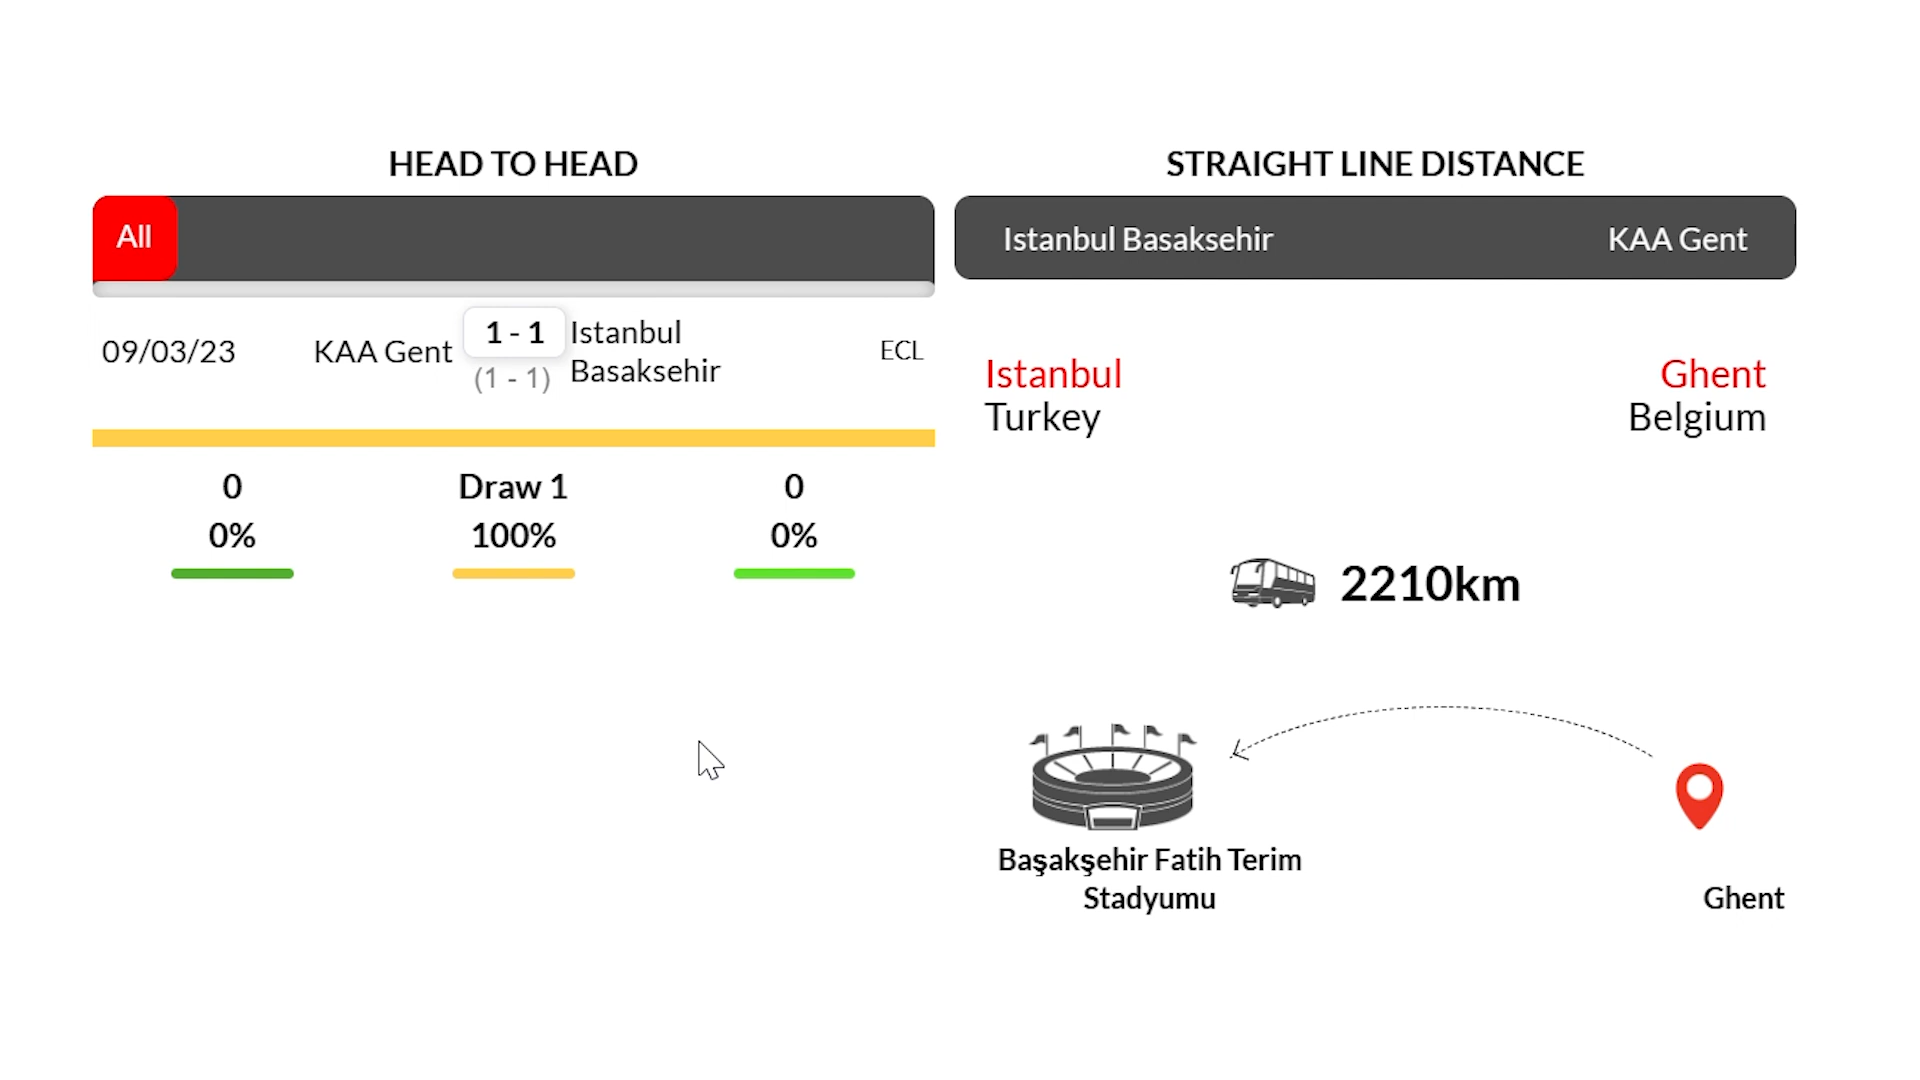 HEAD TO HEAD
All
09/03/23 KAA Gent 1 - 1 Istanbul Basaksehir ECL
(1 - 1)
0 Draw 1 0
0% 100% 0%
STRAIGHT LINE DISTANCE
Istanbul Basaksehir KAA Gent
Istanbul Ghent
Turkey Belgium
2210km
Başakşehir Fatih Terim
Stadyumu
Ghent